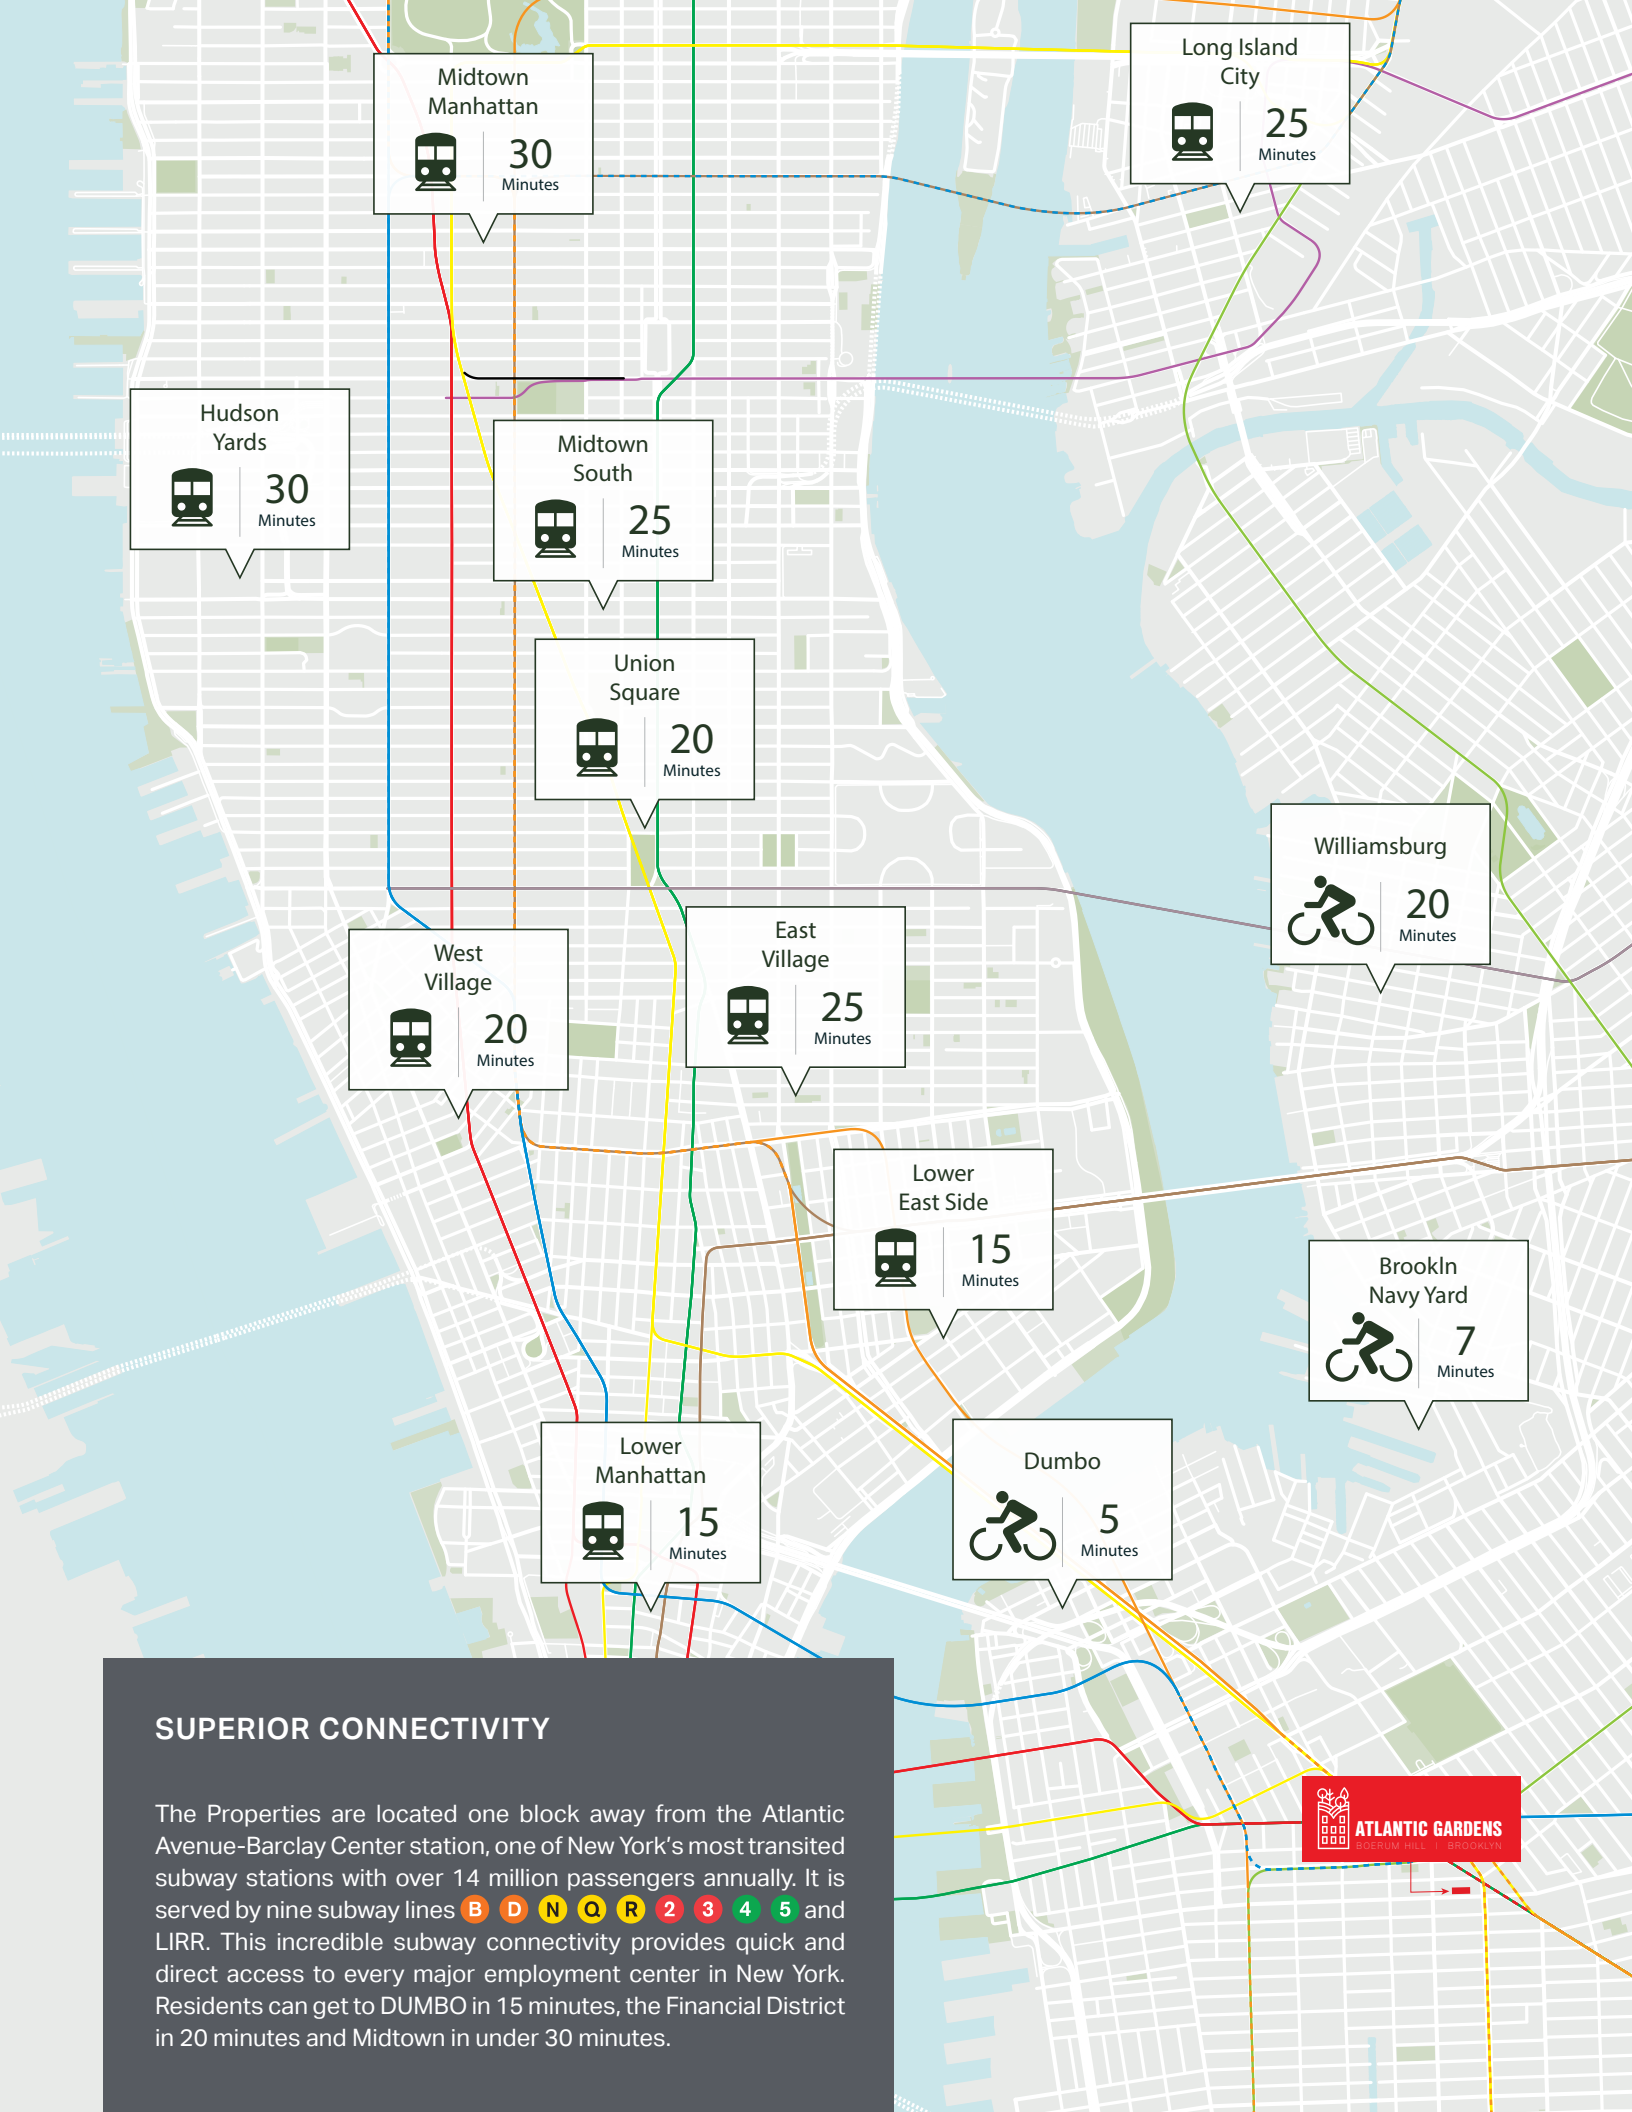 Midtown
Manhattan
30
Minutes
Long Island
City
25
Minutes
Hudson
Yards
30
Minutes
Midtown
South
25
Minutes
Union
Square
20
Minutes
Williamsburg
20
Minutes
West
Village
20
Minutes
East
Village
25
Minutes
Lower
East Side
15
Minutes
Brookln
Navy Yard
7
Minutes
Lower
Manhattan
15
Minutes
Dumbo
5
Minutes
SUPERIOR CONNECTIVITY
The Properties are located one block away from the Atlantic
Avenue-Barclay Center station, one of New York's most transited
subway stations with over 14 million passengers annually. It is
served by nine subway lines B D N Q R 2 3 4 5 and
LIRR. This incredible subway connectivity provides quick and
direct access to every major employment center in New York.
Residents can get to DUMBO in 15 minutes, the Financial District
in 20 minutes and Midtown in under 30 minutes.
ATLANTIC GARDENS
BOERUM HILL | BROOKLYN